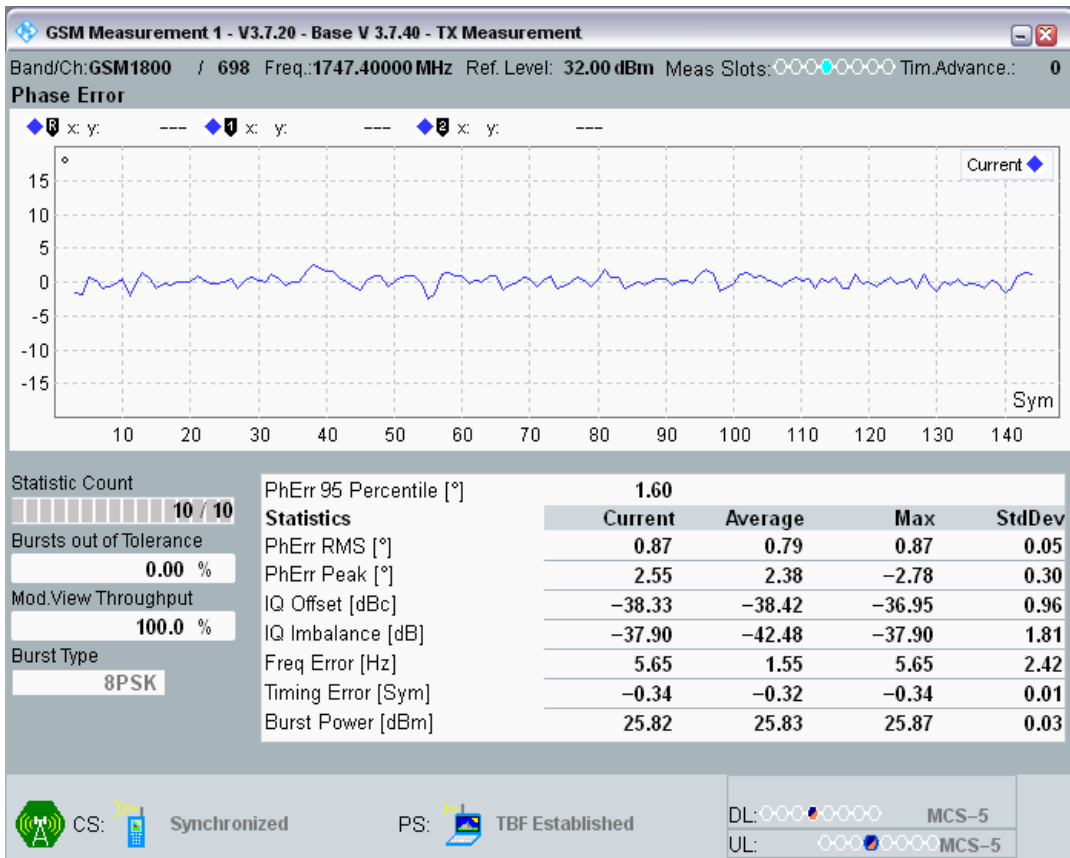 GSM Measurement 1 - V3.7.20 - Base V 3.7.40 - TX Measurement
Band/Ch:GSM1800 / 698 Freq.:1747.40000 MHz Ref. Level: 32.00 dBm Meas Slots: Tim.Advance.: 0
Phase Error
R x: y: --- 1 x: y: --- 2 x: y: ---
° Current
15
10
5
0
-5
-10
-15
Sym
10 20 30 40 50 60 70 80 90 100 110 120 130 140
Statistic Count
10 / 10
Bursts out of Tolerance
0.00 %
Mod.View Throughput
100.0 %
Burst Type
8PSK
PhErr 95 Percentile [°] 1.60
Statistics Current Average Max StdDev
PhErr RMS [°] 0.87 0.79 0.87 0.05
PhErr Peak [°] 2.55 2.38 −2.78 0.30
IQ Offset [dBc] −38.33 −38.42 −36.95 0.96
IQ Imbalance [dB] −37.90 −42.48 −37.90 1.81
Freq Error [Hz] 5.65 1.55 5.65 2.42
Timing Error [Sym] −0.34 −0.32 −0.34 0.01
Burst Power [dBm] 25.82 25.83 25.87 0.03
CS: Synchronized PS: TBF Established
DL: MCS−5
UL: MCS−5